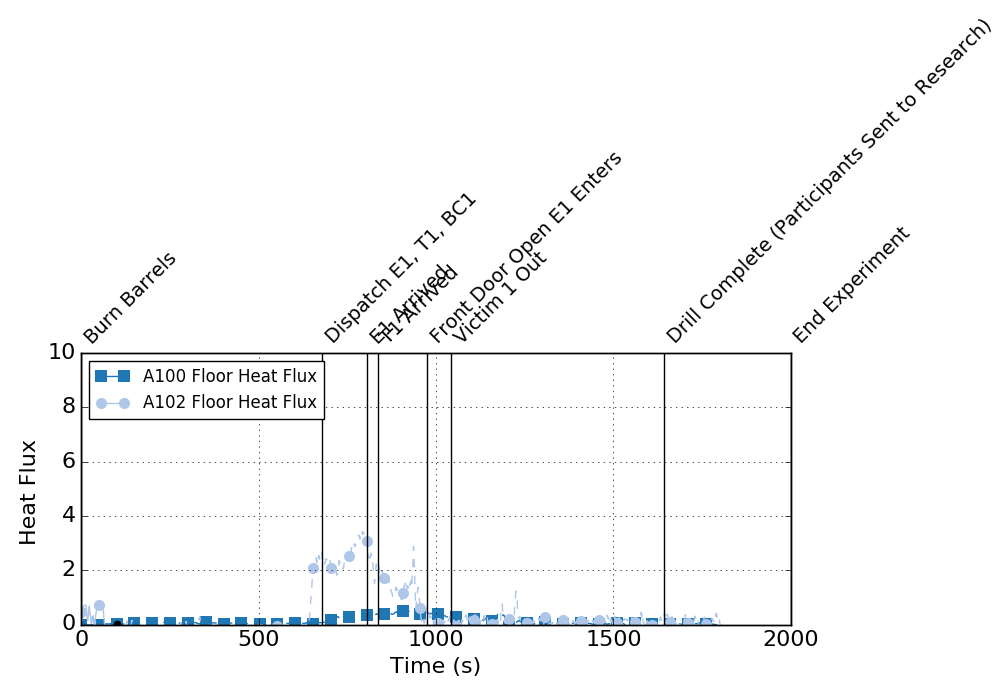 Burn Barrels
Dispatch E1, T1, BC1
E1 Arrived
T1 Arrived
Front Door Open E1 Enters
Victim 1 Out
Drill Complete (Participants Sent to Research)
End Experiment
A100 Floor Heat Flux
A102 Floor Heat Flux
10
8
6
4
2
0
Heat Flux
0 500 1000 1500 2000
Time (s)